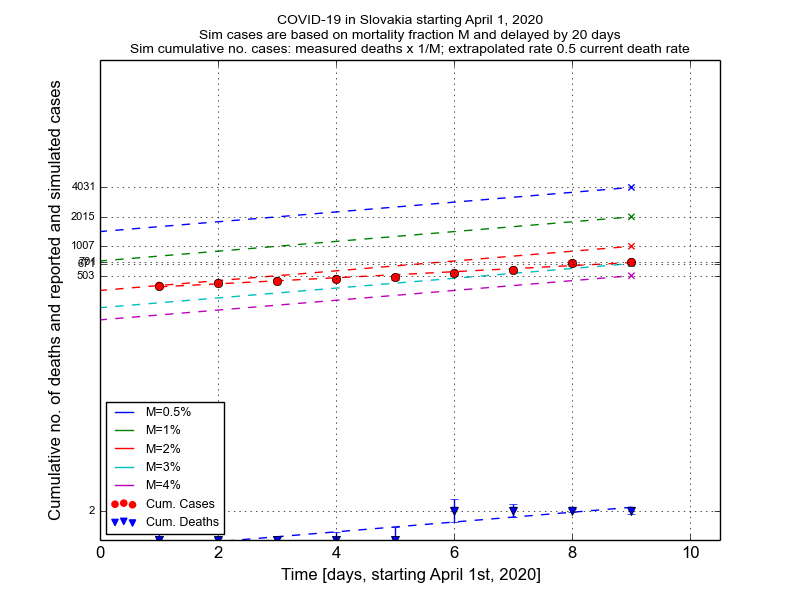 COVID-19 in Slovakia starting April 1, 2020
Sim cases are based on mortality fraction M and delayed by 20 days
Sim cumulative no. cases: measured deaths x 1/M; extrapolated rate 0.5 current death rate
Cumulative no. of deaths and reported and simulated cases
4031
2015
1007
671
503
2
M=0.5%
M=1%
M=2%
M=3%
M=4%
Cum. Cases
Cum. Deaths
0 2 4 6 8 10
Time [days, starting April 1st, 2020]